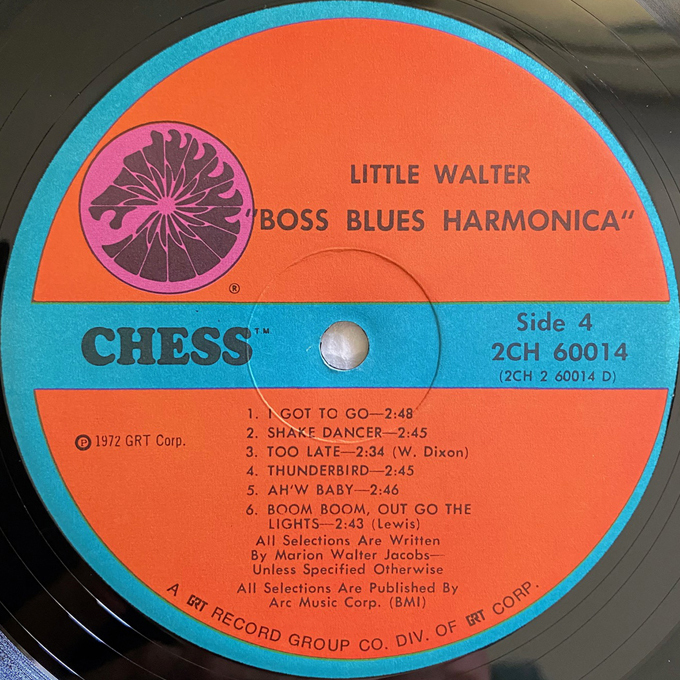 LITTLE WALTER
"BOSS BLUES HARMONICA"
®
CHESS™
Side 4
2CH 60014
(2CH 2 60014 D)
℗ 1972 GRT Corp.
1. I GOT TO GO—2:48
2. SHAKE DANCER—2:45
3. TOO LATE—2:34 (W. Dixon)
4. THUNDERBIRD—2:45
5. AH'W BABY—2:46
6. BOOM BOOM, OUT GO THE
LIGHTS—2:43 (Lewis)
All Selections Are Written
By Marion Walter Jacobs—
Unless Specified Otherwise
All Selections Are Published By
Arc Music Corp. (BMI)
A GRT RECORD GROUP CO. DIV. OF GRT CORP.